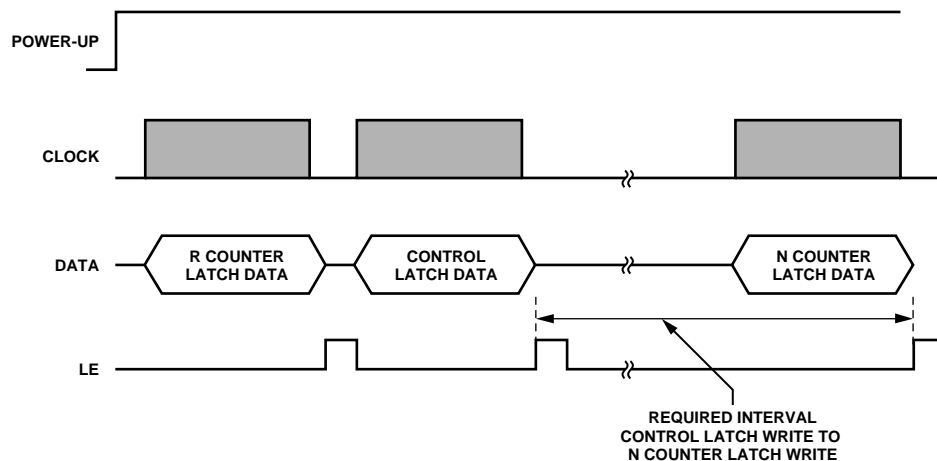 POWER-UP
CLOCK
DATA
R COUNTER
LATCH DATA
CONTROL
LATCH DATA
N COUNTER
LATCH DATA
LE
REQUIRED INTERVAL
CONTROL LATCH WRITE TO
N COUNTER LATCH WRITE